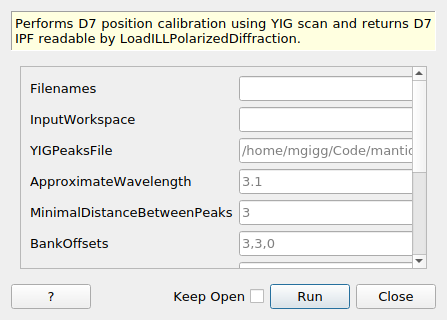 Performs D7 position calibration using YIG scan and returns D7
IPF readable by LoadILLPolarizedDiffraction.
Filenames
InputWorkspace
YIGPeaksFile /home/mgigg/Code/mantic
ApproximateWavelength 3.1
MinimalDistanceBetweenPeaks 3
BankOffsets 3,3,0
? Keep Open Run Close